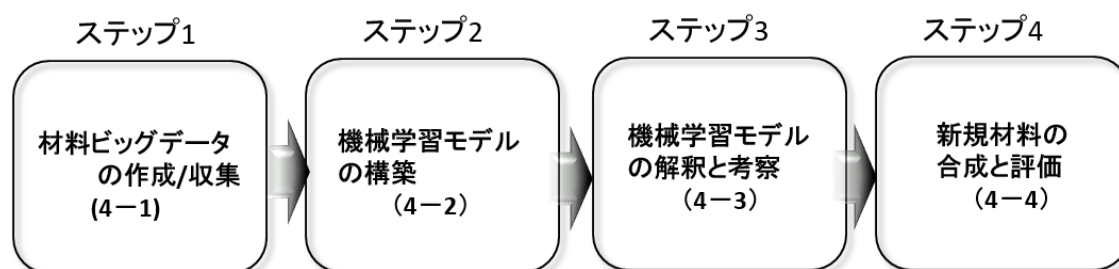 ステップ1
材料ビッグデータ
の作成/収集
(4ー1)
ステップ2
機械学習モデル
の構築
（4ー2）
ステップ3
機械学習モデル
の解釈と考察
（4ー3）
ステップ4
新規材料の
合成と評価
（4ー4）